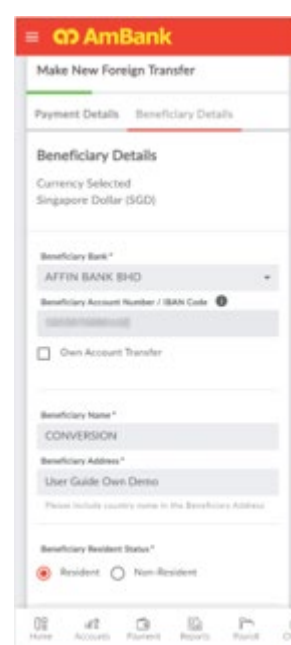 AmBank
Make New Foreign Transfer
Payment Details Beneficiary Details
Beneficiary Details
Currency Selected
Singapore Dollar (SGD)
Beneficiary Bank*
AFFIN BANK BHD
Beneficiary Account Number / IBAN Code
Own Account Transfer
Beneficiary Name*
CONVERSION
Beneficiary Address*
User Guide Own Demo
Please include country name in the Beneficiary Address
Beneficiary Resident Status*
Resident Non-Resident
Home Accounts Payment Reports Payroll